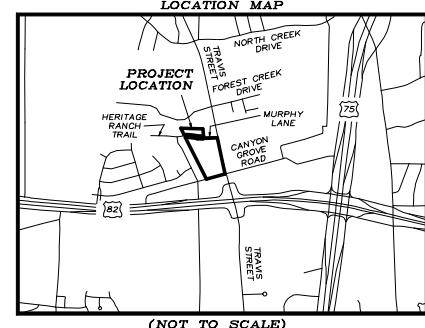 LOCATION MAP
NORTH CREEK
DRIVE
TRAVIS
STREET
PROJECT
LOCATION
FOREST CREEK
DRIVE
75
HERITAGE
RANCH
TRAIL
MURPHY
LANE
CANYON
GROVE
ROAD
82
TRAVIS
STREET
(NOT TO SCALE)